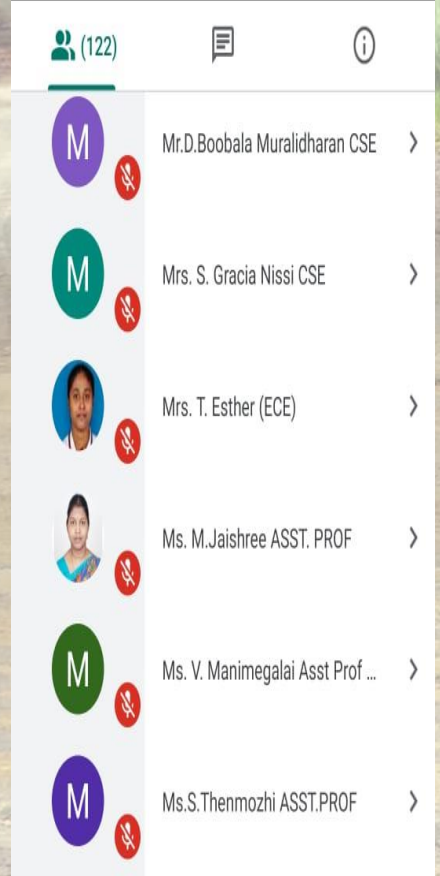 (122)
M
Mr.D.Boobala Muralidharan CSE
M
Mrs. S. Gracia Nissi CSE
Mrs. T. Esther (ECE)
Ms. M.Jaishree ASST. PROF
M
Ms. V. Manimegalai Asst Prof ...
M
Ms.S.Thenmozhi ASST.PROF